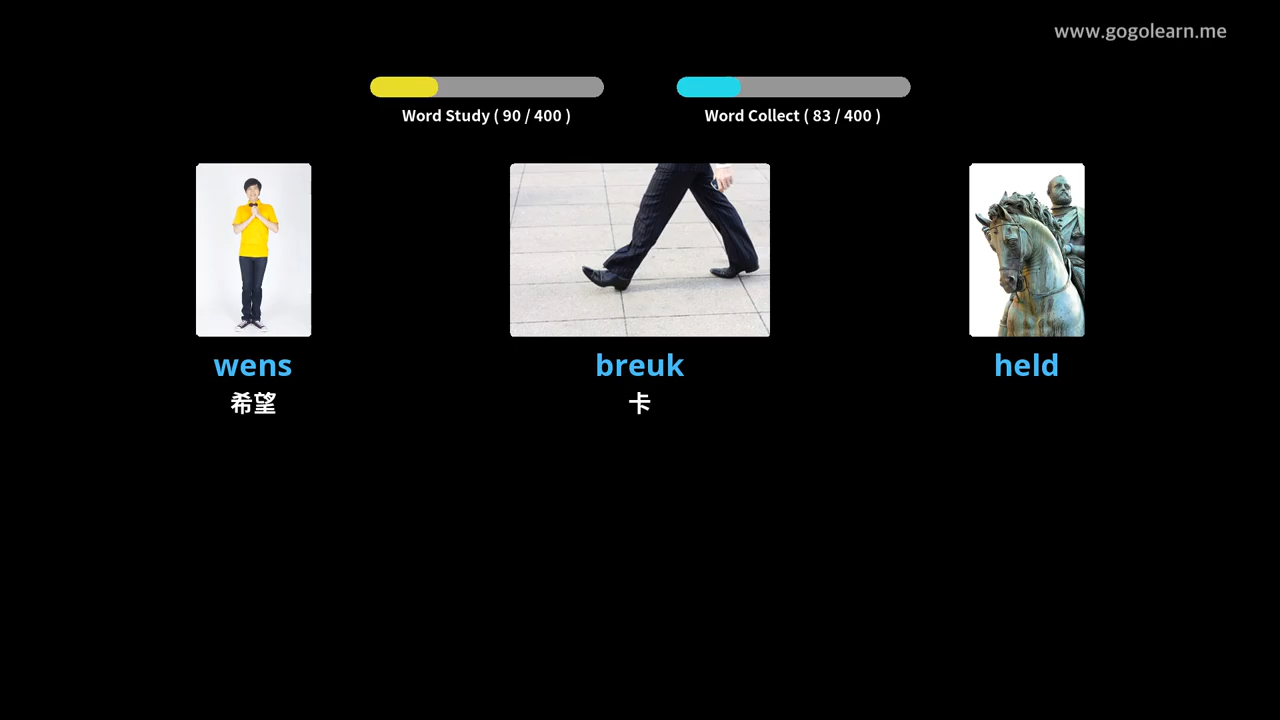 www.gogolearn.me
Word Study ( 90 / 400 )
Word Collect ( 83 / 400 )
wens
breuk
held
希望
卡